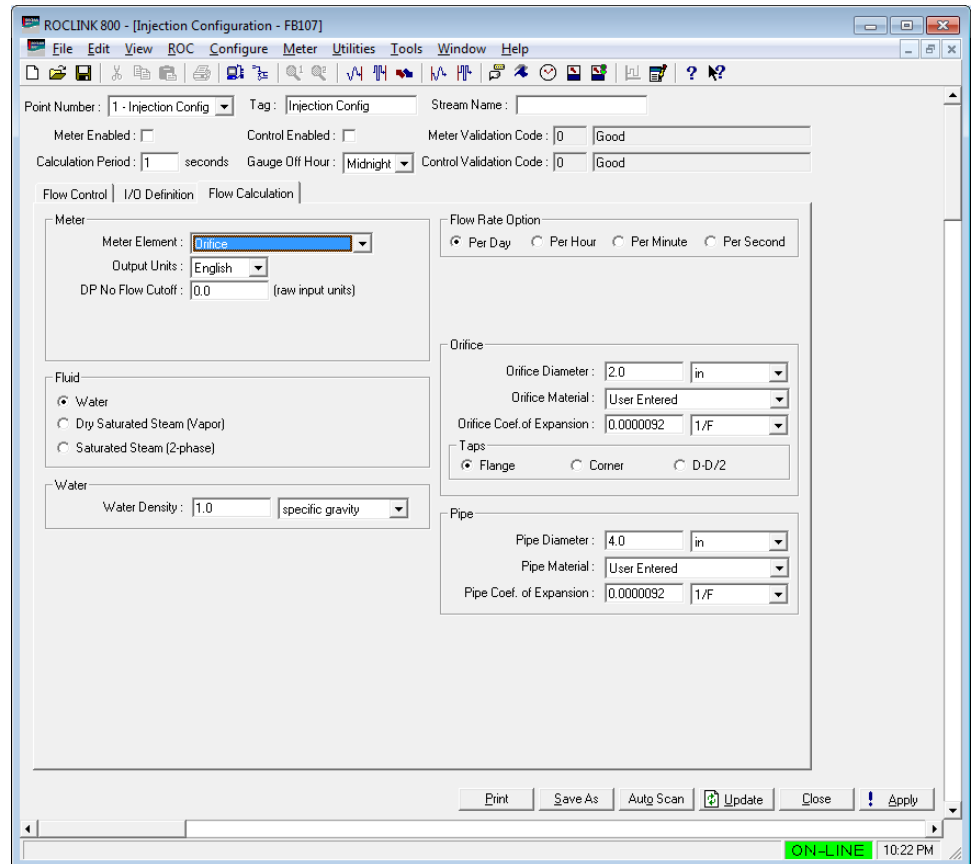 ROCLINK 800 - [Injection Configuration - FB107]
File Edit View ROC Configure Meter Utilities Tools Window Help
Point Number : 1 - Injection Config Tag : Injection Config Stream Name :
Meter Enabled : Control Enabled : Meter Validation Code : 0 Good
Calculation Period : 1 seconds Gauge Off Hour : Midnight Control Validation Code : 0 Good
Flow Control I/O Definition Flow Calculation
Meter
Meter Element : Orifice
Output Units : English
DP No Flow Cutoff : 0.0 (raw input units)
Flow Rate Option
Per Day Per Hour Per Minute Per Second
Fluid
Water
Dry Saturated Steam (Vapor)
Saturated Steam (2-phase)
Water
Water Density : 1.0 specific gravity
Orifice
Orifice Diameter : 2.0 in
Orifice Material : User Entered
Orifice Coef.of Expansion : 0.0000092 1/F
Taps
Flange Corner D-D/2
Pipe
Pipe Diameter : 4.0 in
Pipe Material : User Entered
Pipe Coef. of Expansion : 0.0000092 1/F
Print Save As Auto Scan Update Close ! Apply
ON-LINE 10:22 PM